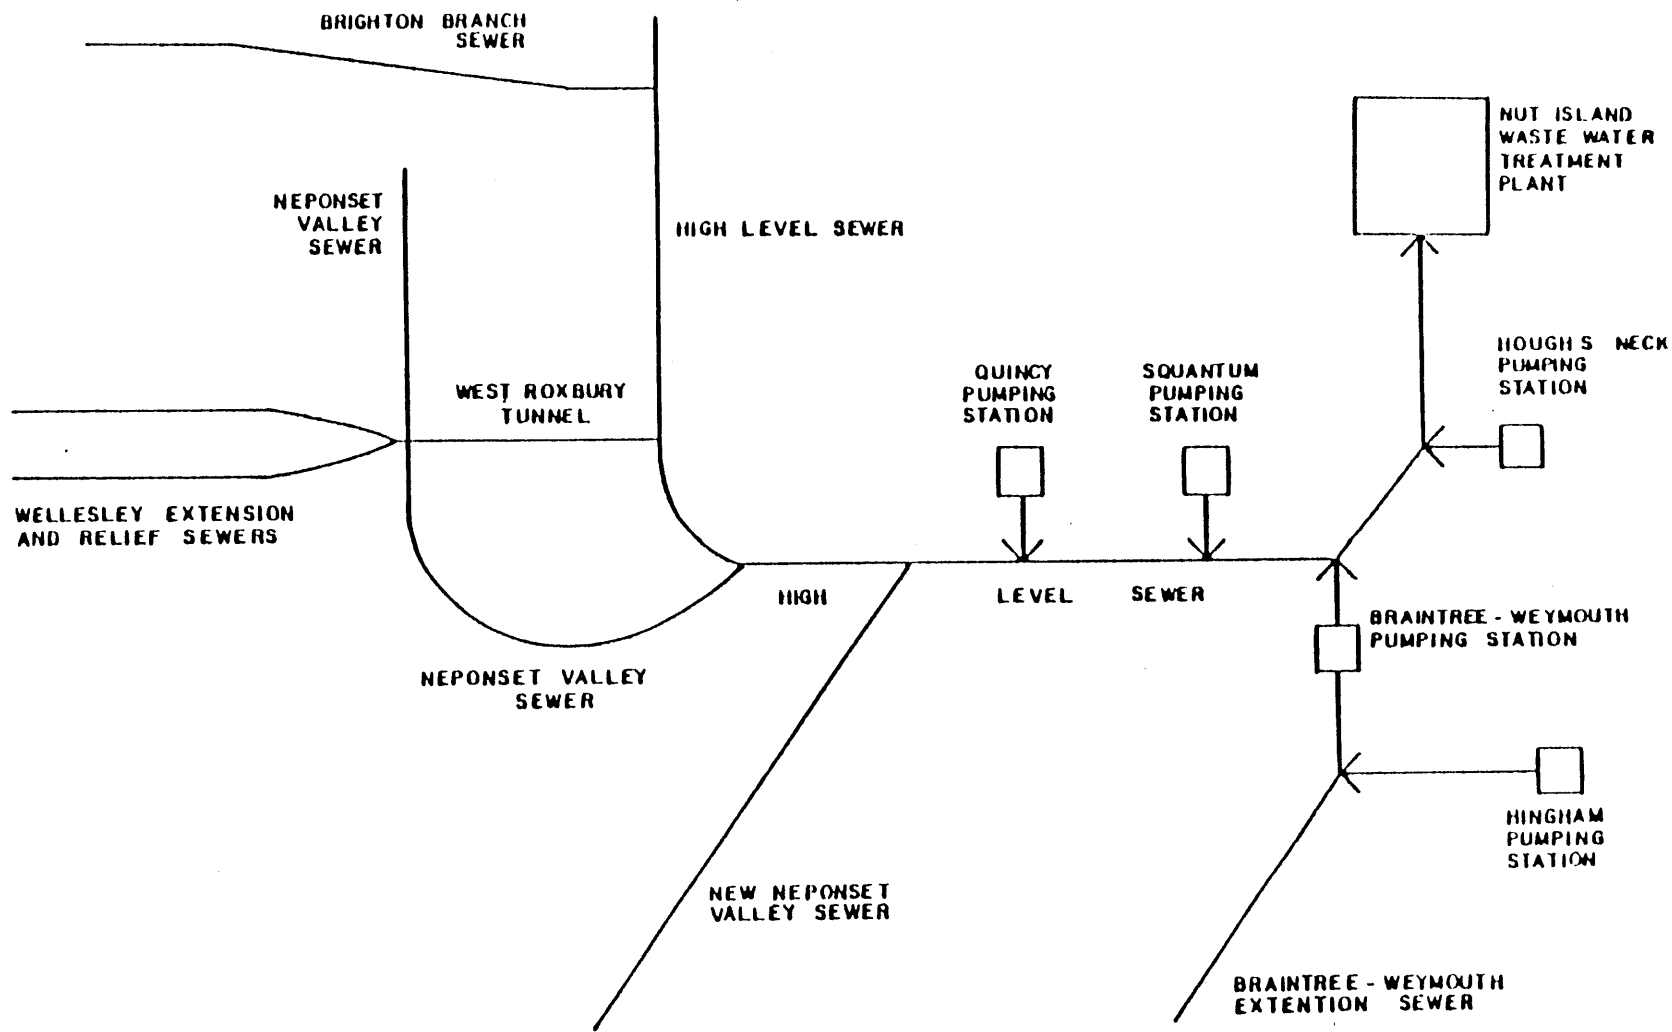 BRIGHTON BRANCH
SEWER
NUT ISLAND
WASTE WATER
TREATMENT
PLANT
NEPONSET
VALLEY
SEWER
HIGH LEVEL SEWER
HOUGHS NECK
PUMPING
STATION
QUINCY
PUMPING
STATION
SQUANTUM
PUMPING
STATION
WEST ROXBURY
TUNNEL
WELLESLEY EXTENSION
AND RELIEF SEWERS
HIGH LEVEL SEWER
BRAINTREE - WEYMOUTH
PUMPING STATION
NEPONSET VALLEY
SEWER
HINGHAM
PUMPING
STATION
NEW NEPONSET
VALLEY SEWER
BRAINTREE - WEYMOUTH
EXTENTION SEWER